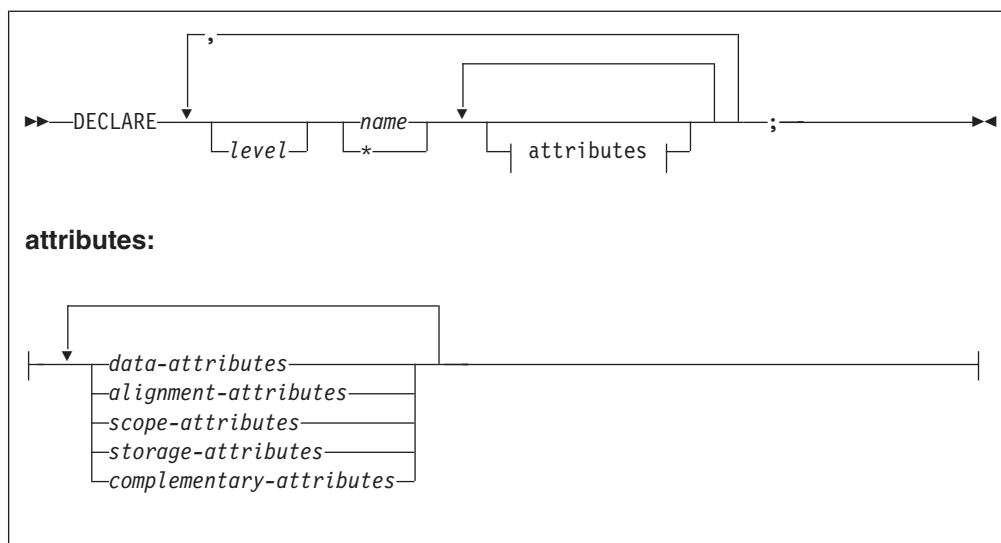 ,
DECLARE name ;
level * attributes
attributes:
data-attributes
alignment-attributes
scope-attributes
storage-attributes
complementary-attributes